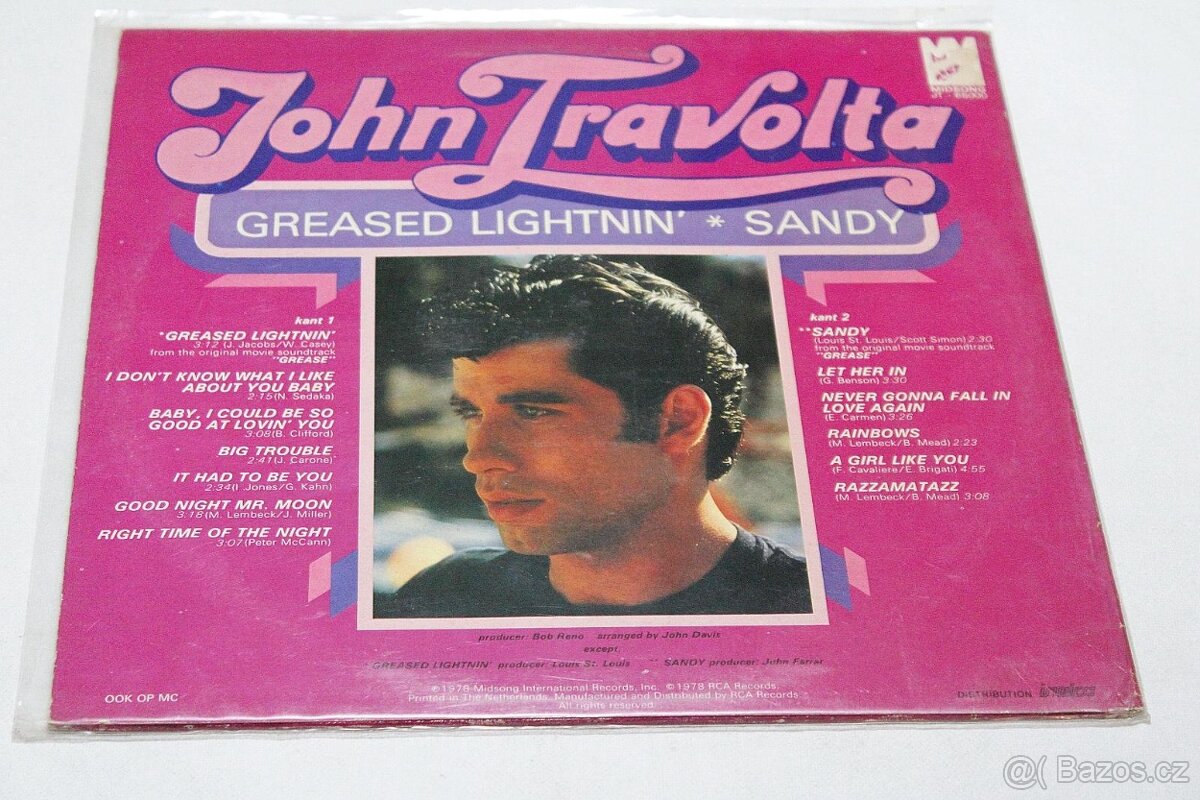 John Travolta
MIDSONG
GREASED LIGHTNIN' * SANDY
kant 1
*GREASED LIGHTNIN'
3:12 (J. Jacobs/W. Casey)
from the original movie soundtrack
"GREASE"
I DON'T KNOW WHAT I LIKE
ABOUT YOU BABY
2:15 (N. Sedaka)
BABY, I COULD BE SO
GOOD AT LOVIN' YOU
3:08 (B. Clifford)
BIG TROUBLE
2:41 (J. Carone)
IT HAD TO BE YOU
2:34 (I. Jones/G. Kahn)
GOOD NIGHT MR. MOON
3.18 (M. Lembeck/J. Miller)
RIGHT TIME OF THE NIGHT
3:07 (Peter McCann)
kant 2
**SANDY
(Louis St. Louis/Scott Simon) 2:30
from the original movie soundtrack
"GREASE"
LET HER IN
(G. Benson) 3:30
NEVER GONNA FALL IN
LOVE AGAIN
(E. Carmen) 3:26
RAINBOWS
(M. Lembeck/B. Mead) 2:23
A GIRL LIKE YOU
(F. Cavaliere/E. Brigati) 4:55
RAZZAMATAZZ
(M. Lembeck/B. Mead) 3:08
producer: Bob Reno arranged by John Davis
except.
* GREASED LIGHTNIN' producer: Louis St. Louis ** SANDY producer: John Farrar
℗1978 Midsong International Records, Inc. ©1978 RCA Records.
Printed in The Netherlands. Manufactured and Distributed by RCA Records
All rights reserved
OOK OP MC
DISTRIBUTION inelco
@( Bazos.cz